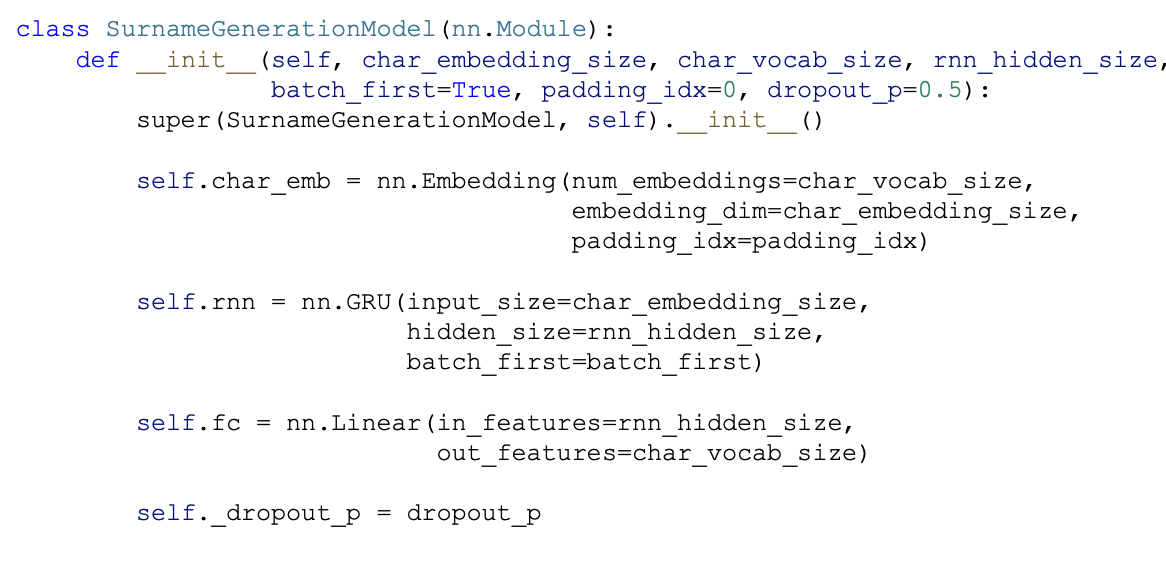 class SurnameGenerationModel(nn.Module):
    def __init__(self, char_embedding_size, char_vocab_size, rnn_hidden_size,
                 batch_first=True, padding_idx=0, dropout_p=0.5):
        super(SurnameGenerationModel, self).__init__()

        self.char_emb = nn.Embedding(num_embeddings=char_vocab_size,
                                     embedding_dim=char_embedding_size,
                                     padding_idx=padding_idx)

        self.rnn = nn.GRU(input_size=char_embedding_size,
                          hidden_size=rnn_hidden_size,
                          batch_first=batch_first)

        self.fc = nn.Linear(in_features=rnn_hidden_size,
                            out_features=char_vocab_size)

        self._dropout_p = dropout_p